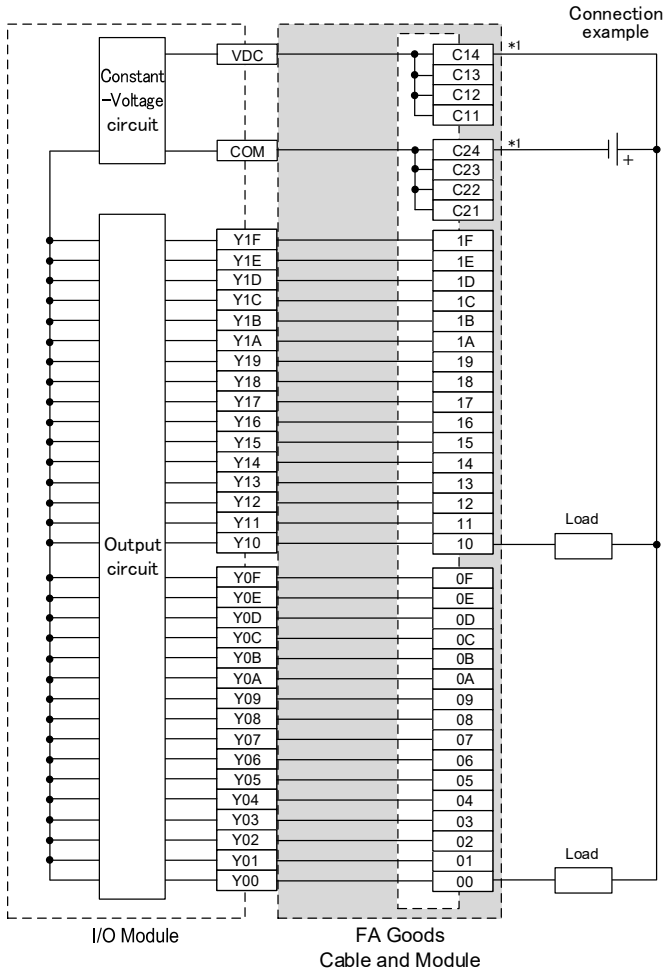 Connection
example
VDC C14 *1
Constant
-Voltage
circuit
C13
C12
C11
COM C24 *1
+
C23
C22
C21
Y1F 1F
Y1E 1E
Y1D 1D
Y1C 1C
Y1B 1B
Y1A 1A
Y19 19
Y18 18
Y17 17
Y16 16
Y15 15
Y14 14
Y13 13
Y12 12
Y11 11
Load
Y10 10
Output
circuit
Y0F 0F
Y0E 0E
Y0D 0D
Y0C 0C
Y0B 0B
Y0A 0A
Y09 09
Y08 08
Y07 07
Y06 06
Y05 05
Y04 04
Y03 03
Y02 02
Y01 01
Load
Y00 00
I/O Module
FA Goods
Cable and Module